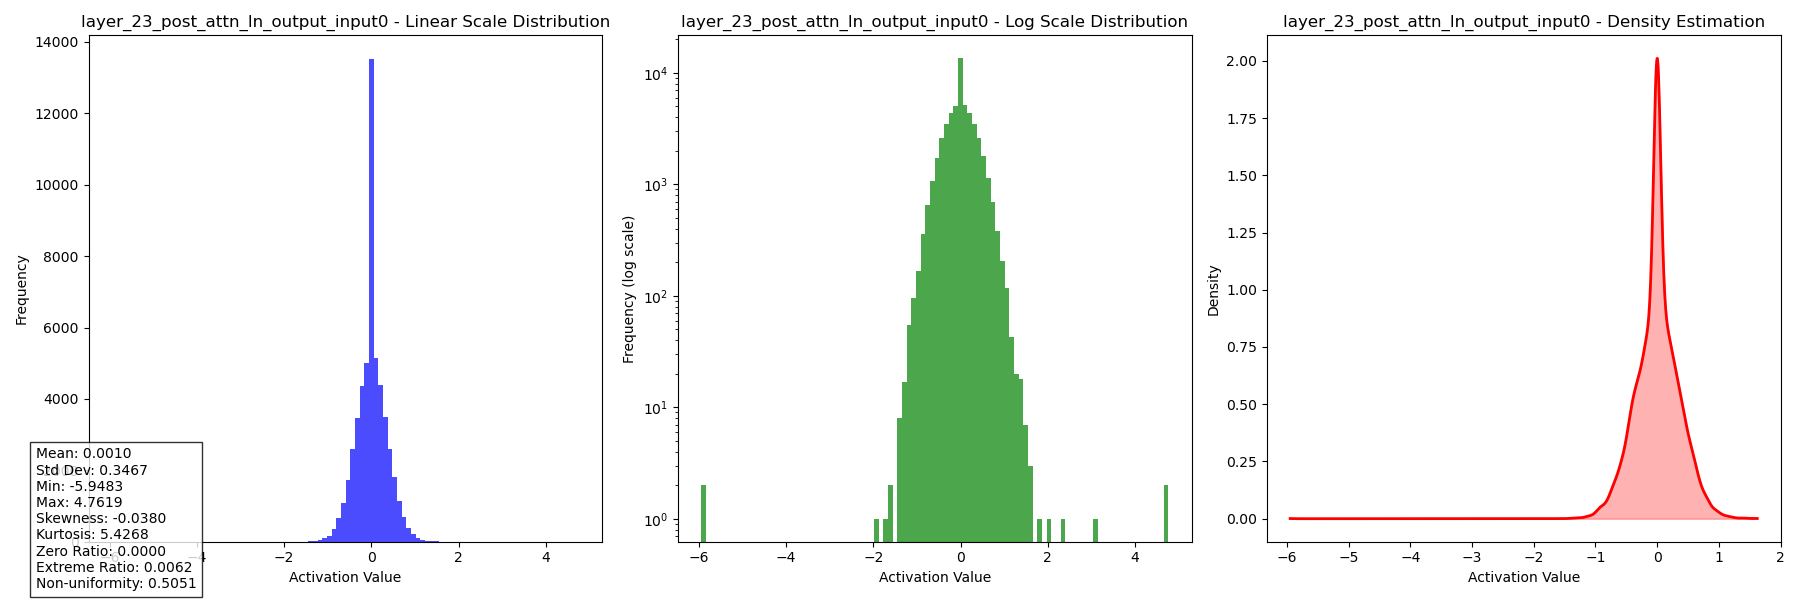 layer_23_post_attn_ln_output_input0 - Linear Scale Distribution
14000
12000
10000
8000
6000
4000
Frequency
−2
0
2
4
Activation Value
Mean: 0.0010
Std Dev: 0.3467
Min: -5.9483
Max: 4.7619
Skewness: -0.0380
Kurtosis: 5.4268
Zero Ratio: 0.0000
Extreme Ratio: 0.0062
Non-uniformity: 0.5051
layer_23_post_attn_ln_output_input0 - Log Scale Distribution
10⁴
10³
10²
10¹
10⁰
Frequency (log scale)
−6
−4
−2
0
2
4
Activation Value
layer_23_post_attn_ln_output_input0 - Density Estimation
2.00
1.75
1.50
1.25
1.00
0.75
0.50
0.25
0.00
Density
−6
−5
−4
−3
−2
−1
0
1
2
Activation Value